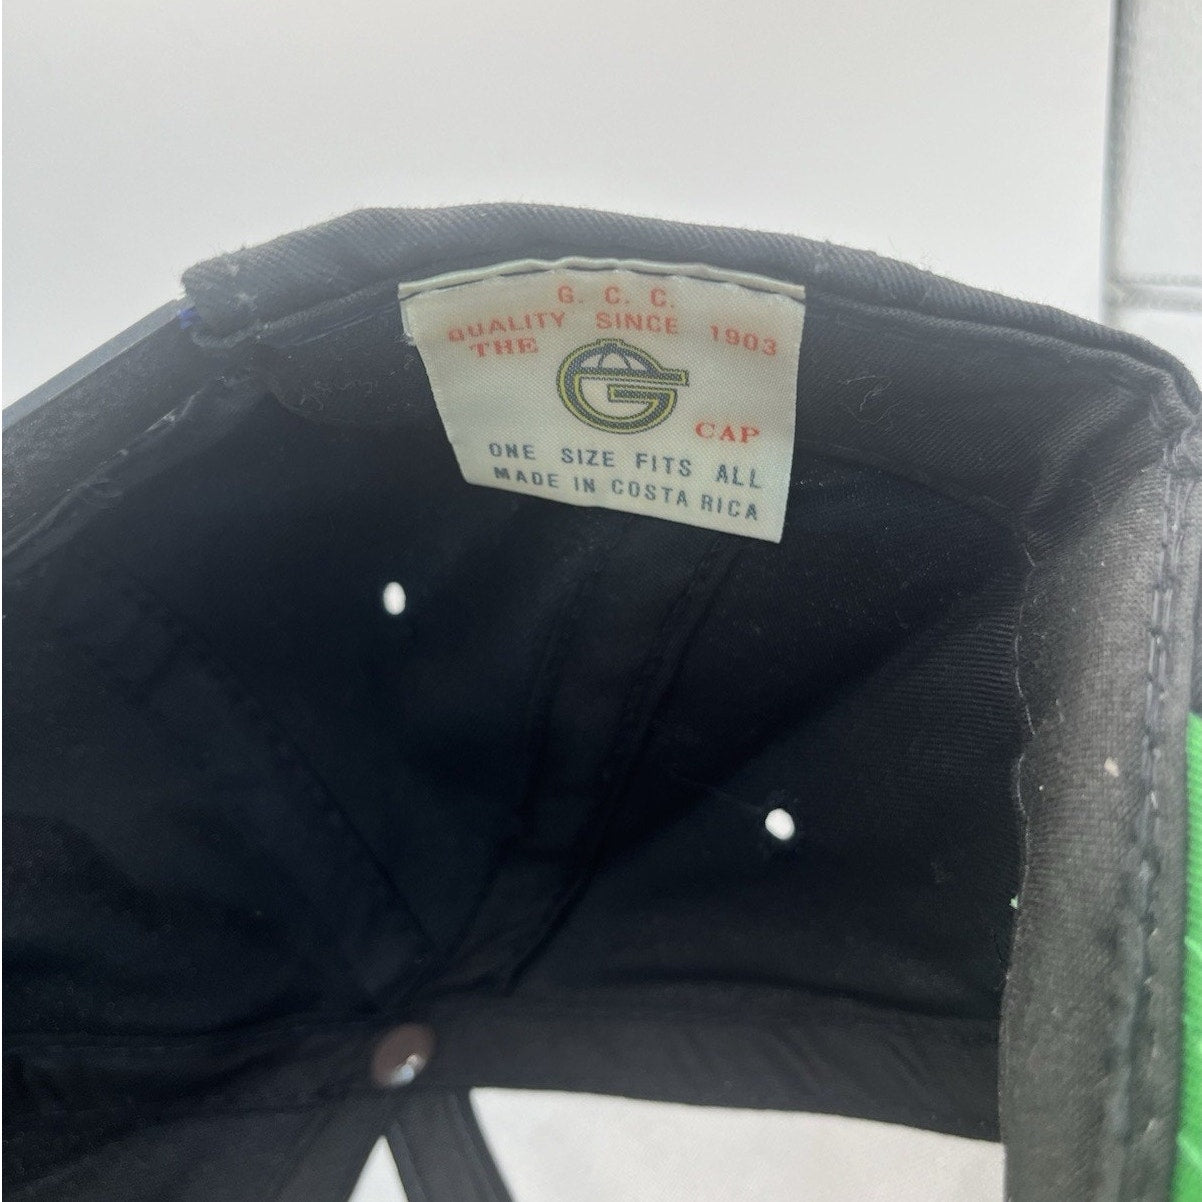 G. C. C.
QUALITY SINCE 1903
THE
G
CAP
ONE SIZE FITS ALL
MADE IN COSTA RICA